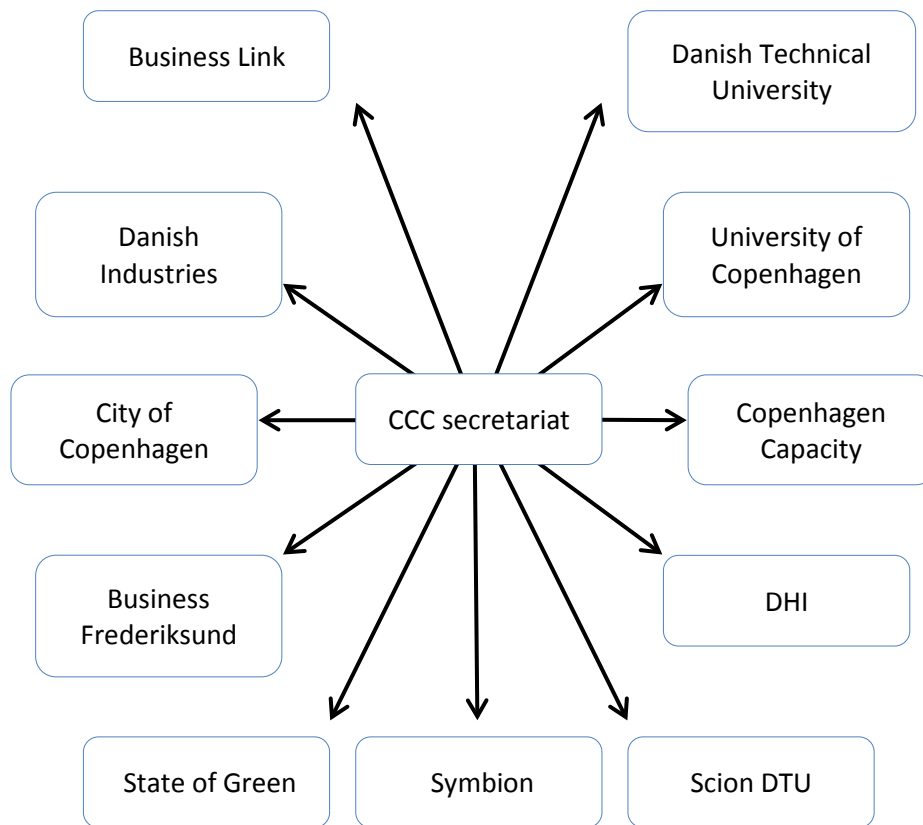 Business Link
Danish Technical
University
Danish
Industries
University of
Copenhagen
City of
Copenhagen
CCC secretariat
Copenhagen
Capacity
Business
Frederiksund
DHI
State of Green
Symbion
Scion DTU